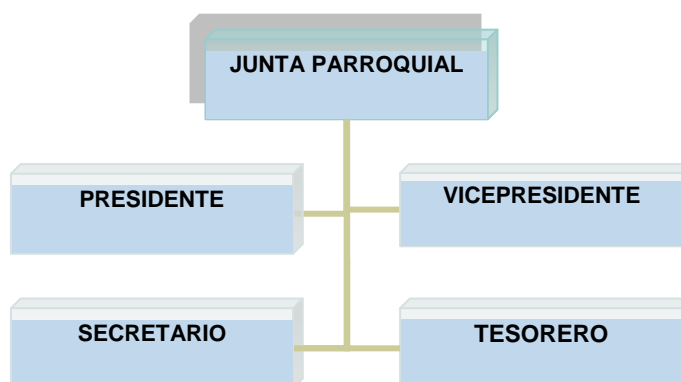 JUNTA PARROQUIAL
PRESIDENTE
VICEPRESIDENTE
SECRETARIO
TESORERO